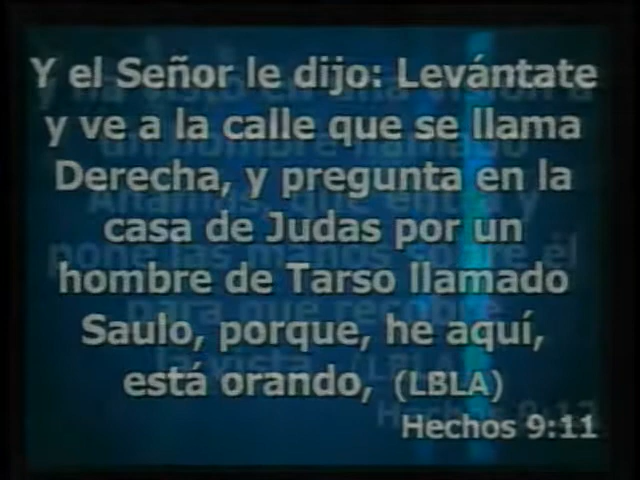 Y el Señor le dijo: Levántate
y ve a la calle que se llama
Derecha, y pregunta en la
casa de Judas por un
hombre de Tarso llamado
Saulo, porque, he aquí,
está orando, (LBLA)
Hechos 9:11